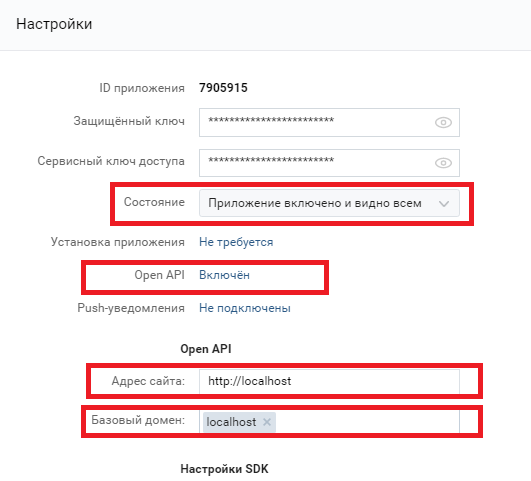 Настройки
ID приложения 7905915
Защищённый ключ ************************
Сервисный ключ доступа ************************
Состояние Приложение включено и видно всем
Установка приложения Не требуется
Open API Включён
Push-уведомления Не подключены
Open API
Адрес сайта: http://localhost
Базовый домен: localhost ×
Настройки SDK